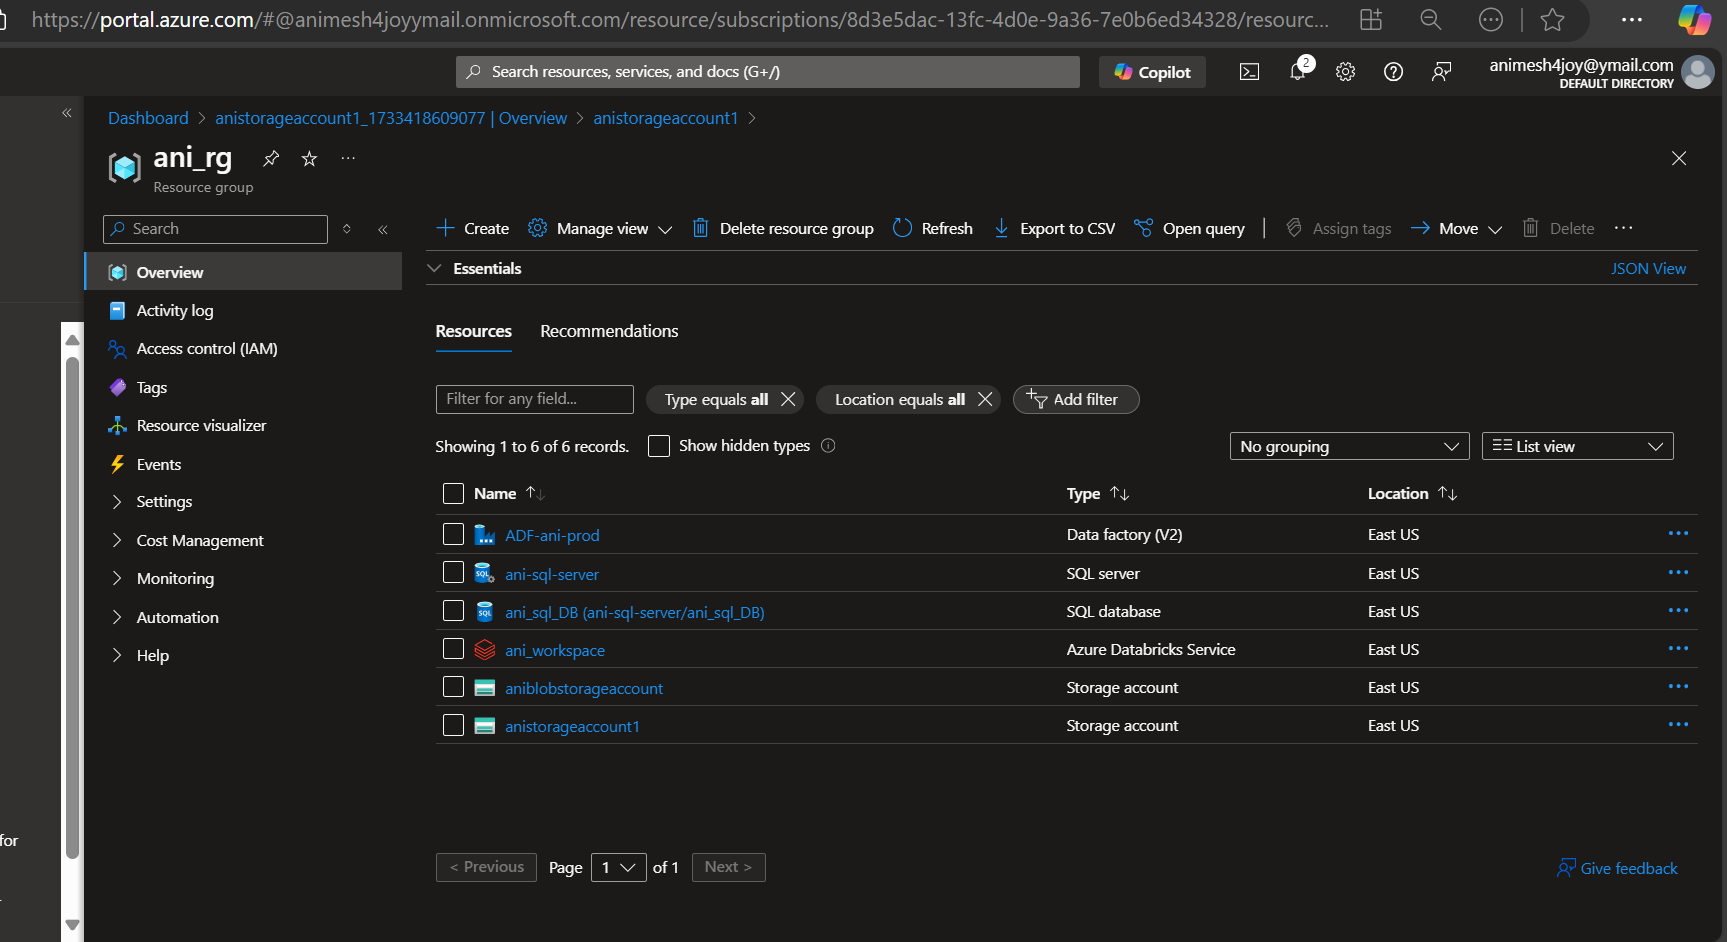 https://portal.azure.com/#@animesh4joyymail.onmicrosoft.com/resource/subscriptions/8d3e5dac-13fc-4d0e-9a36-7e0b6ed34328/resourc...
Search resources, services, and docs (G+/)
Copilot
2
animesh4joy@ymail.com
DEFAULT DIRECTORY
Dashboard > anistorageaccount1_1733418609077 | Overview > anistorageaccount1 >
ani_rg
Resource group
Search
Create Manage view Delete resource group Refresh Export to CSV Open query | Assign tags Move Delete ...
Overview
Activity log
Access control (IAM)
Tags
Resource visualizer
Events
Settings
Cost Management
Monitoring
Automation
Help
for
Essentials
JSON View
Resources Recommendations
Filter for any field...
Type equals all
Location equals all
Add filter
Showing 1 to 6 of 6 records.
Show hidden types
No grouping
List view
Name Type Location
ADF-ani-prod Data factory (V2) East US
ani-sql-server SQL server East US
ani_sql_DB (ani-sql-server/ani_sql_DB) SQL database East US
ani_workspace Azure Databricks Service East US
aniblobstorageaccount Storage account East US
anistorageaccount1 Storage account East US
< Previous Page 1 of 1 Next >
Give feedback